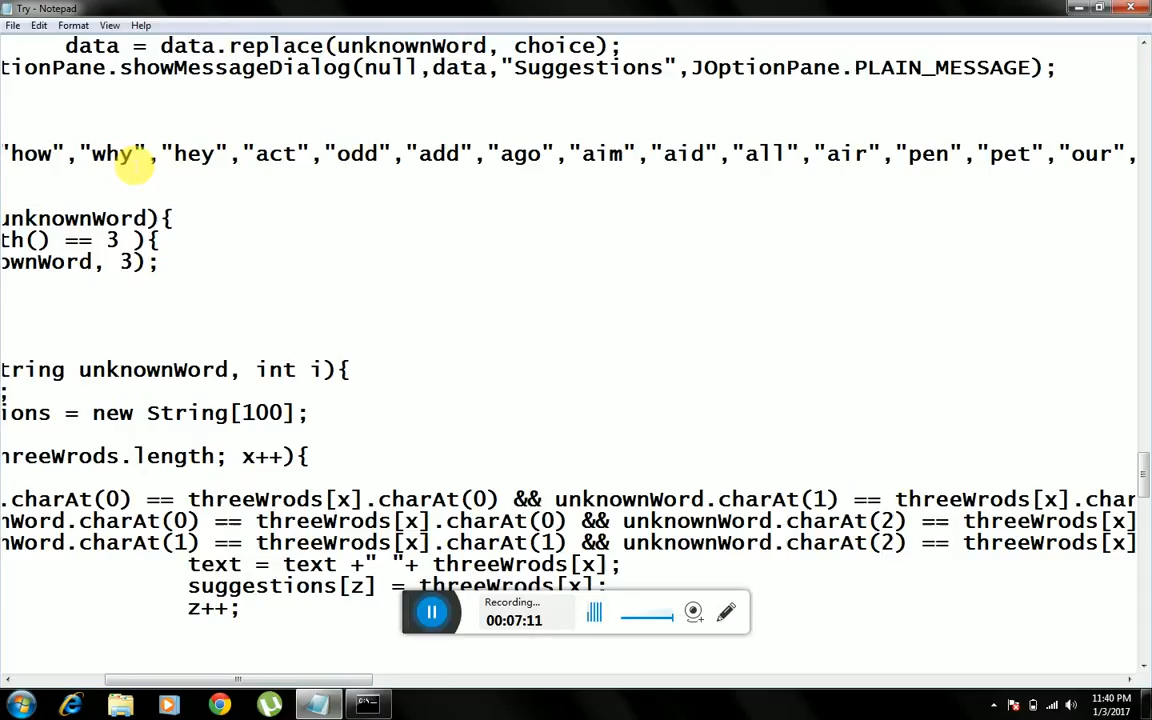 Try - Notepad
File Edit Format View Help
data = data.replace(unknownWord, choice);
tionPane.showMessageDialog(null,data,"Suggestions",JOptionPane.PLAIN_MESSAGE);
"how","why","hey","act","odd","add","ago","aim","aid","all","air","pen","pet","our",
unknownWord){
th() == 3 ){
ownWord, 3);
tring unknownWord, int i){
;
ions = new String[100];
hreeWrods.length; x++){
.charAt(0) == threeWrods[x].charAt(0) && unknownWord.charAt(1) == threeWrods[x].char
nWord.charAt(0) == threeWrods[x].charAt(0) && unknownWord.charAt(2) == threeWrods[x]
nWord.charAt(1) == threeWrods[x].charAt(1) && unknownWord.charAt(2) == threeWrods[x]
text = text +" "+ threeWrods[x];
suggestions[z] = threeWrods[x];
z++;
Recording...
00:07:11
11:40 PM
1/3/2017